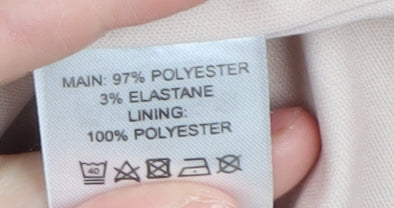 MAIN: 97% POLYESTER
3% ELASTANE
LINING:
100% POLYESTER
40